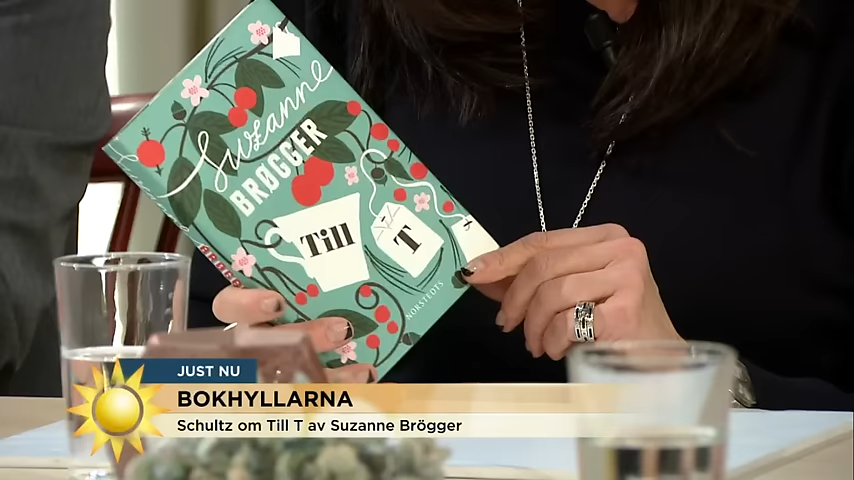 Suzanne
BRØGGER
Till
T
NORSTEDTS
JUST NU
BOKHYLLARNA
Schultz om Till T av Suzanne Brögger